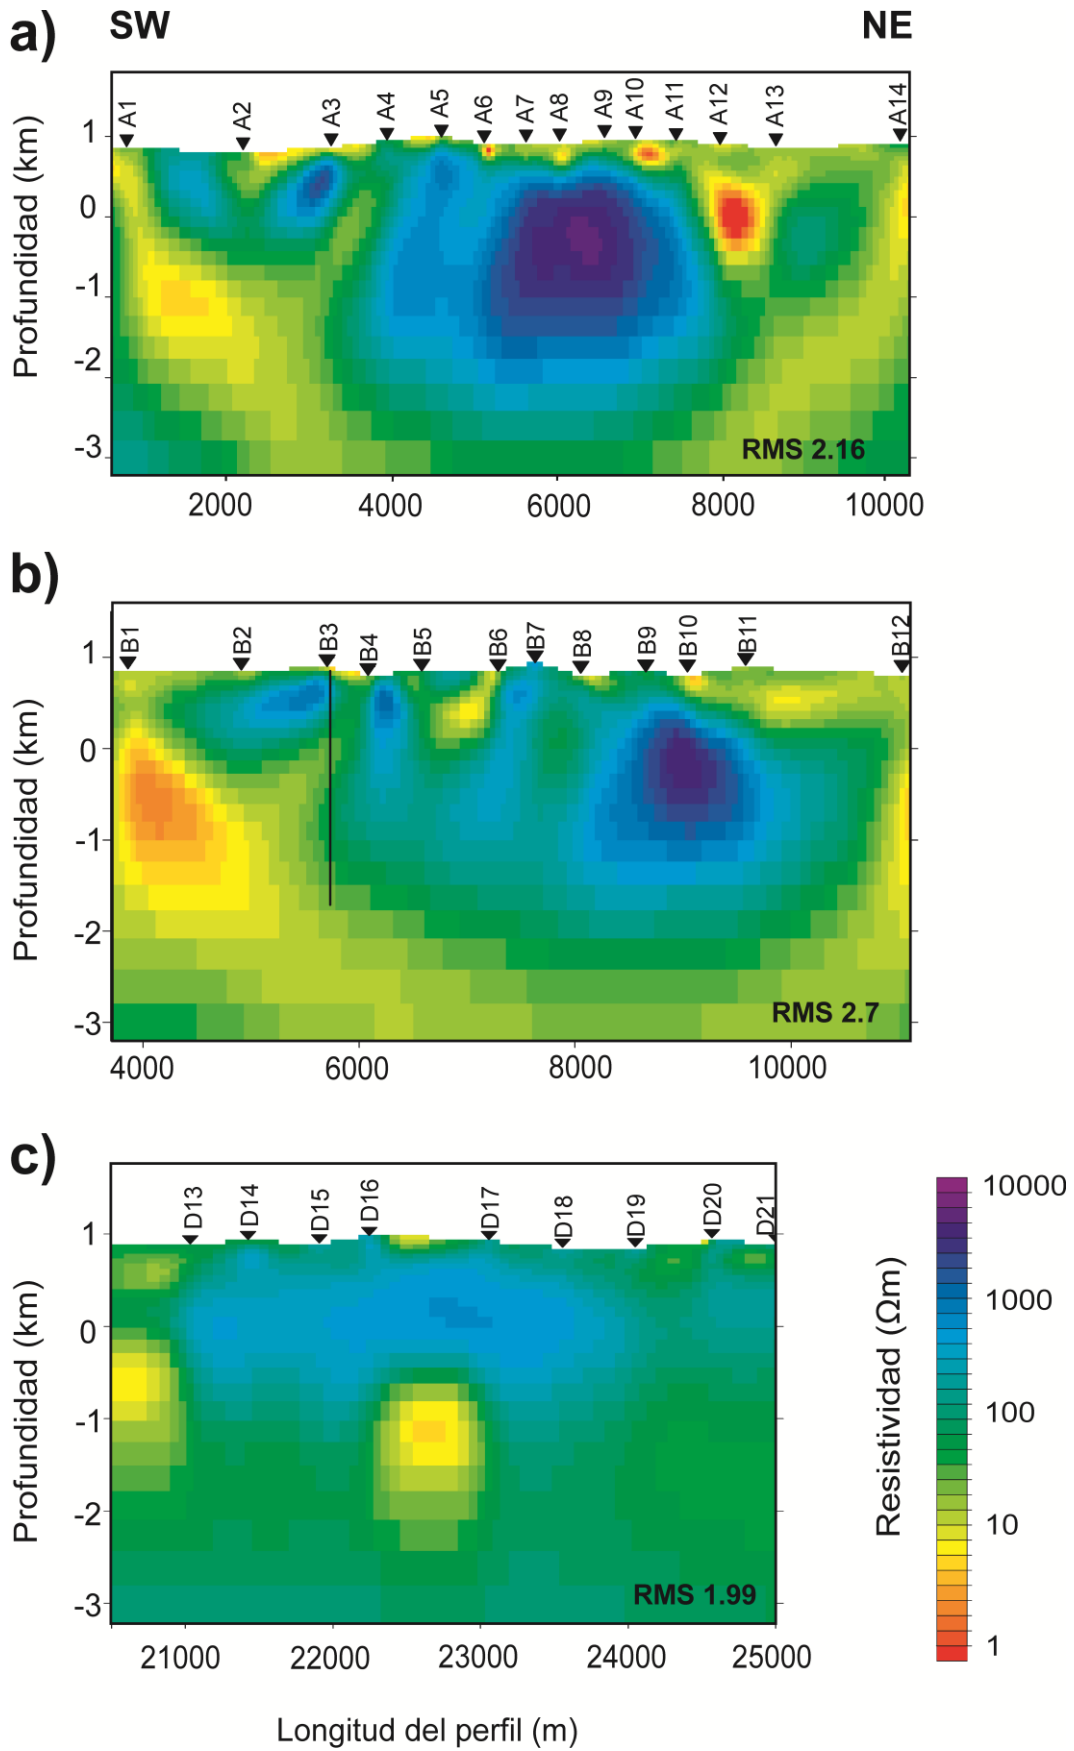 a)
SW
NE
A1 A2 A3 A4 A5 A6 A7 A8 A9 A10 A11 A12 A13 A14
Profundidad (km)
1
0
-1
-2
-3
RMS 2.16
2000 4000 6000 8000 10000
b)
B1 B2 B3 B4 B5 B6 B7 B8 B9 B10 B11 B12
Profundidad (km)
1
0
-1
-2
-3
RMS 2.7
4000 6000 8000 10000
c)
D13 D14 D15 D16 D17 D18 D19 D20 D21
Profundidad (km)
1
0
-1
-2
-3
RMS 1.99
21000 22000 23000 24000 25000
Longitud del perfil (m)
Resistividad (Ωm)
10000
1000
100
10
1